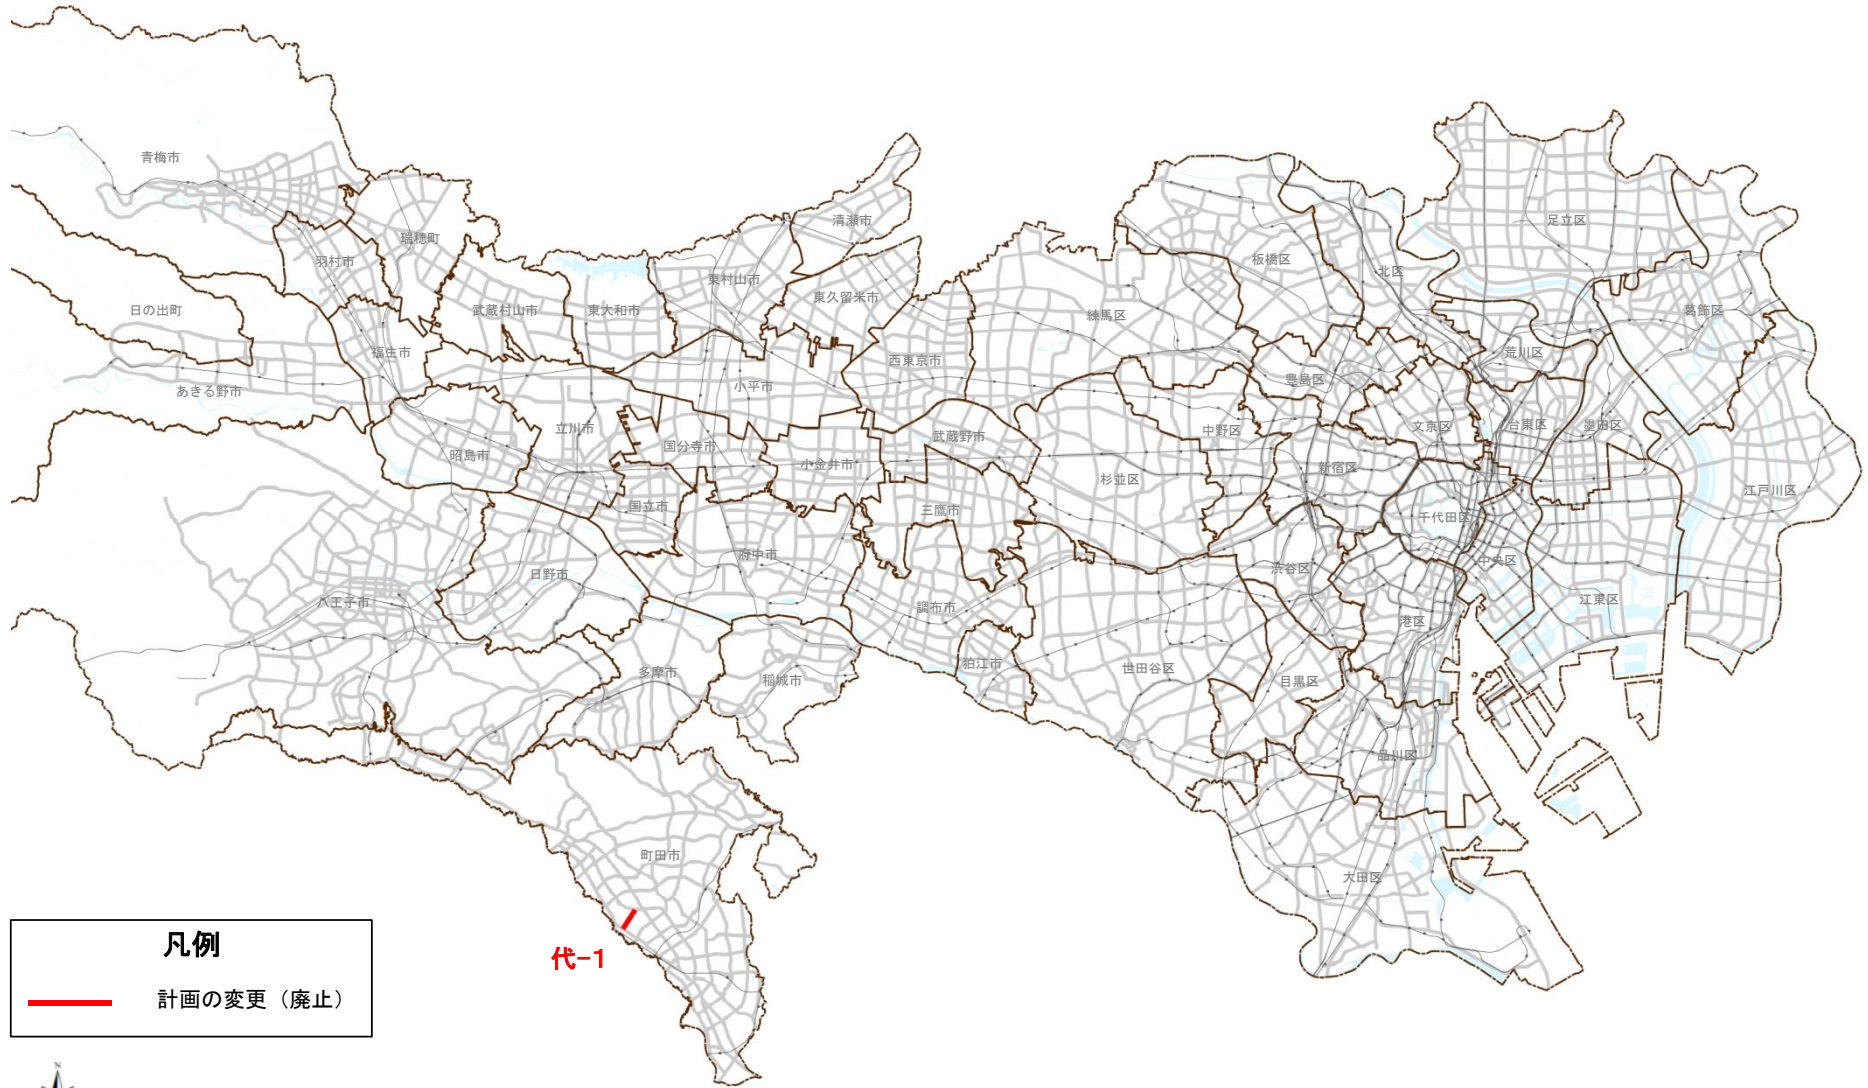 青梅市
瑞穂町
羽村市
日の出町
福生市
あきる野市
武蔵村山市
東大和市
東村山市
清瀬市
東久留米市
西東京市
小平市
立川市
昭島市
国分寺市
小金井市
武蔵野市
国立市
三鷹市
府中市
日野市
八王子市
調布市
狛江市
多摩市
稲城市
町田市
板橋区
北区
足立区
葛飾区
練馬区
荒川区
豊島区
文京区
台東区
墨田区
中野区
新宿区
杉並区
千代田区
江戸川区
中央区
渋谷区
江東区
港区
世田谷区
目黒区
品川区
大田区
代-1
凡例
計画の変更（廃止）
N